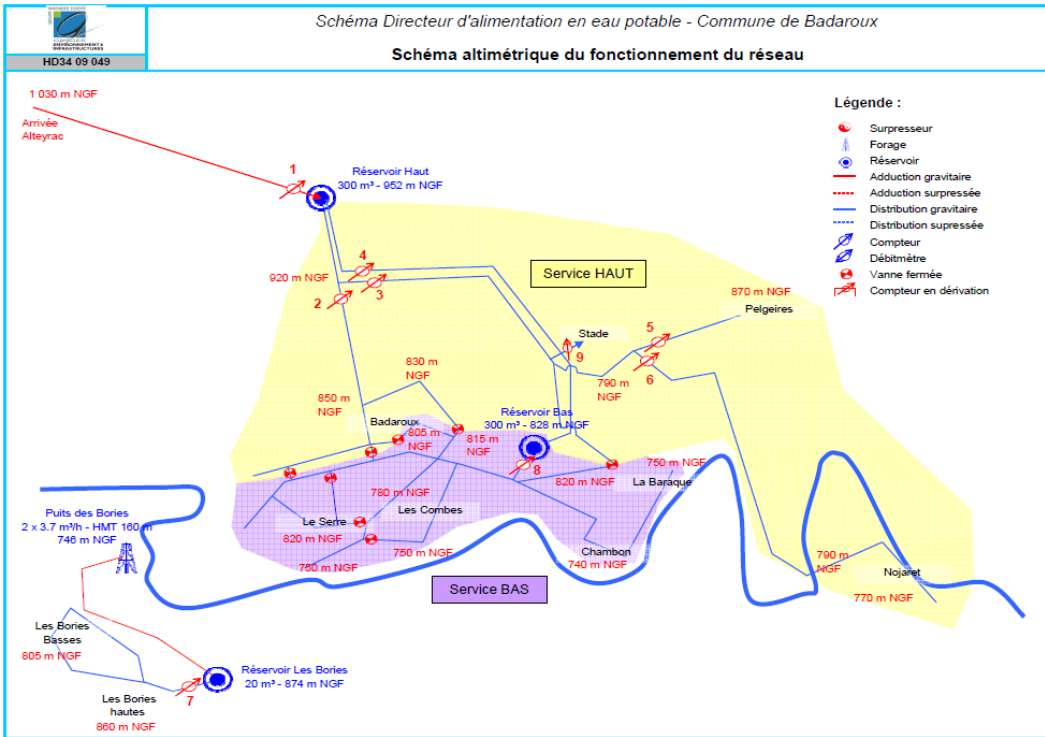 Schéma Directeur d'alimentation en eau potable - Commune de Badaroux
Schéma altimétrique du fonctionnement du réseau
ENVIRONNEMENT &
INFRASTRUCTURES
HD34 09 049
1 030 m NGF
Arrivée
Alteyrac
1
Réservoir Haut
300 m³ - 952 m NGF
Légende :
Surpresseur
Forage
Réservoir
Adduction gravitaire
Adduction surpressée
Distribution gravitaire
Distribution supressée
Compteur
Débitmètre
Vanne fermée
Compteur en dérivation
4
920 m NGF
3
2
Service HAUT
870 m NGF
Pelgeires
Stade
5
9
6
830 m
NGF
790 m
NGF
850 m
NGF
Réservoir Bas
300 m³ - 828 m NGF
Badaroux
805 m
NGF
815 m
NGF
8
750 m NGF
La Baraque
820 m NGF
780 m NGF
Les Combes
Le Serre
820 m NGF
750 m NGF
760 m NGF
Chambon
740 m NGF
Puits des Bories
2 x 3.7 m³/h - HMT 160 m
746 m NGF
Service BAS
790 m
NGF
Nojaret
770 m NGF
Les Bories
Basses
805 m NGF
Réservoir Les Bories
20 m³ - 874 m NGF
7
Les Bories
hautes
860 m NGF